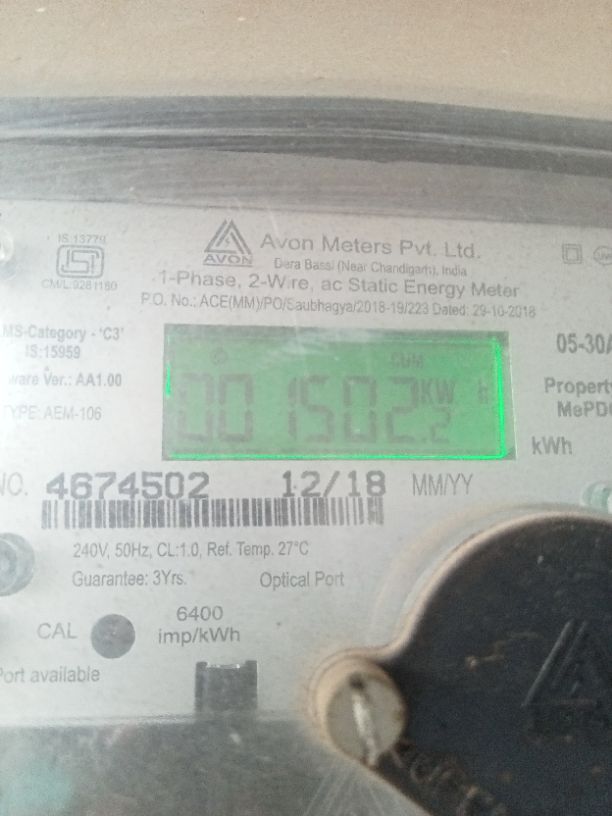 IS:13779
CM/L:9281180
AVON
Avon Meters Pvt. Ltd.
Dera Bassi (Near Chandigarh), India
1-Phase, 2-Wire, ac Static Energy Meter
P.O. No.: ACE(MM)/PO/Saubhagya/2018-19/223 Dated: 29-10-2018
MS-Category - 'C3'
IS:15959
ware Ver.: AA1.00
TYPE: AEM-106
CUM
001502.2 KW h
05-30A
Property
MePDC
kWh
NO. 4674502 12/18 MM/YY
240V, 50Hz, CL:1.0, Ref. Temp. 27°C
Guarantee: 3Yrs. Optical Port
CAL
6400
imp/kWh
Port available